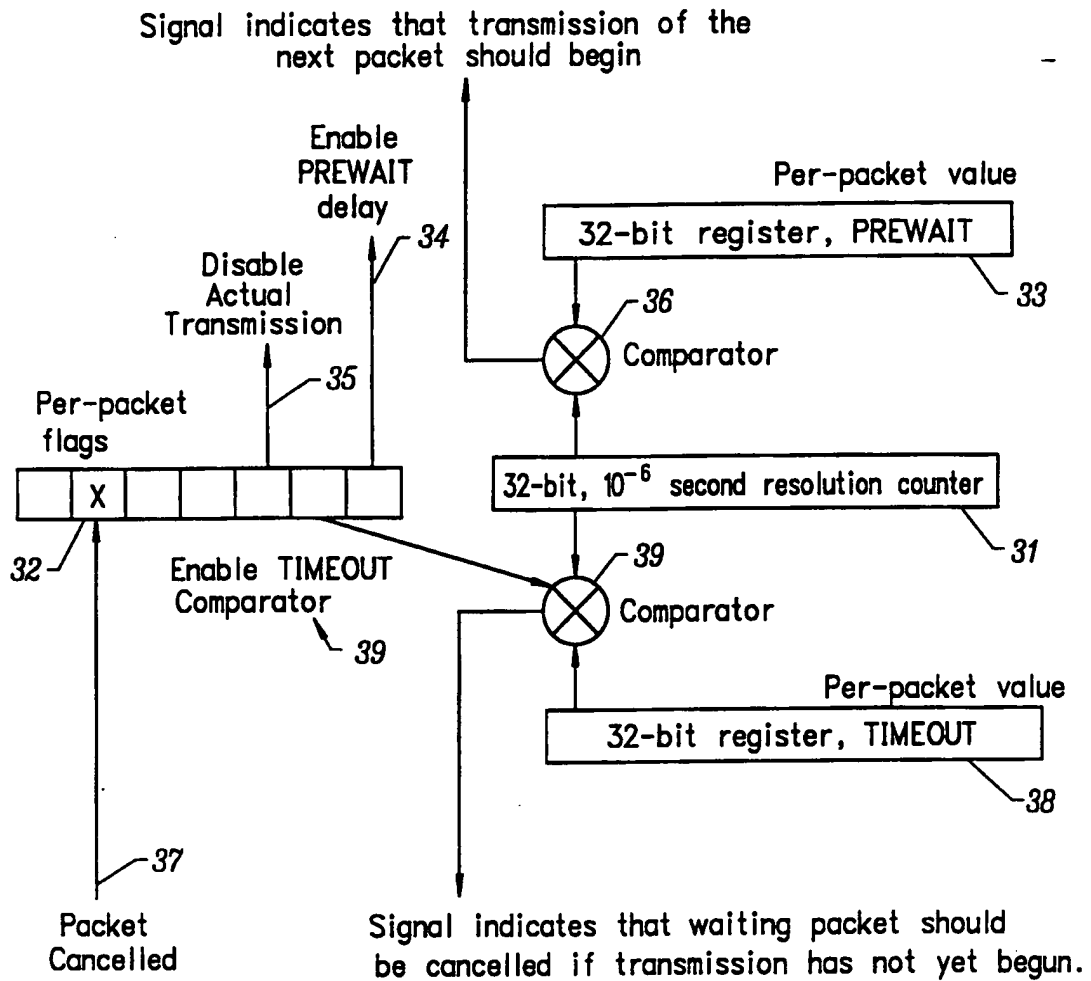 Signal indicates that transmission of the
next packet should begin
Enable
PREWAIT
delay
34
Per-packet value
32-bit register, PREWAIT
33
Disable
Actual
Transmission
35
36
Comparator
Per-packet
flags
X
32
32-bit, 10⁻⁶ second resolution counter
31
Enable TIMEOUT
Comparator
39
39
Comparator
Per-packet value
32-bit register, TIMEOUT
38
37
Packet
Cancelled
Signal indicates that waiting packet should
be cancelled if transmission has not yet begun.